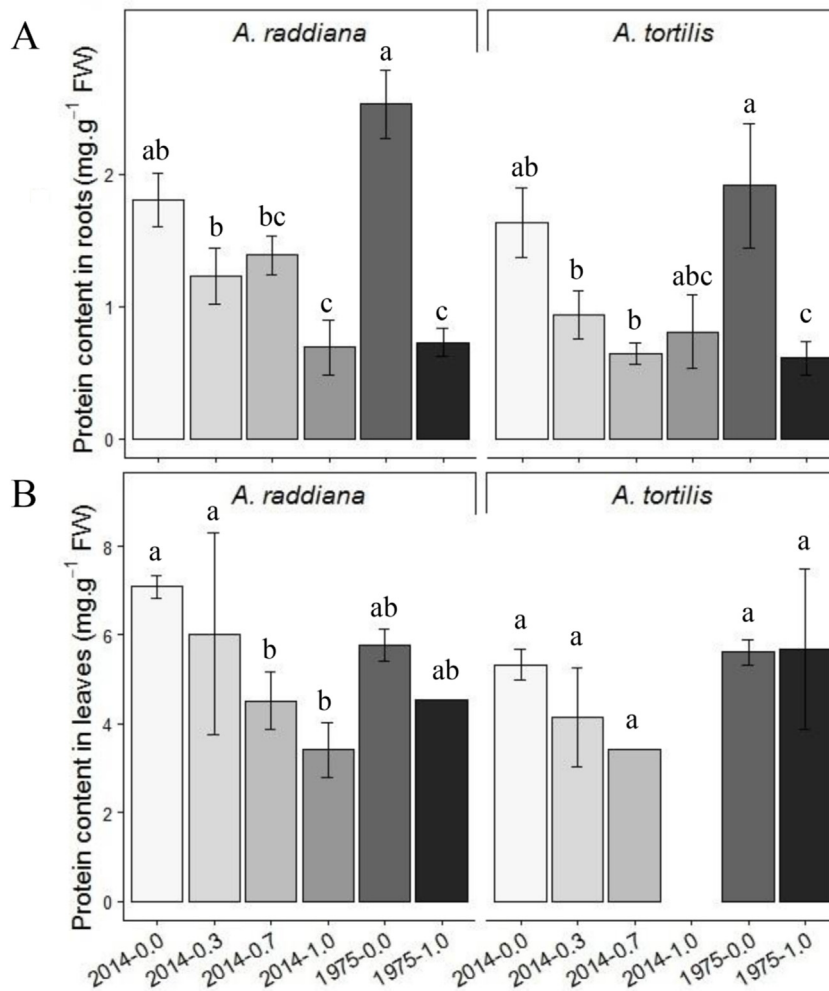 A
A. raddiana
A. tortilis
Protein content in roots (mg.g⁻¹ FW)
2
1
0
ab
b
bc
c
a
c
ab
b
b
abc
a
c
B
A. raddiana
A. tortilis
Protein content in leaves (mg.g⁻¹ FW)
8
6
4
2
0
a
a
b
b
ab
ab
a
a
a
a
a
2014-0.0
2014-0.3
2014-0.7
2014-1.0
1975-0.0
1975-1.0
2014-0.0
2014-0.3
2014-0.7
2014-1.0
1975-0.0
1975-1.0